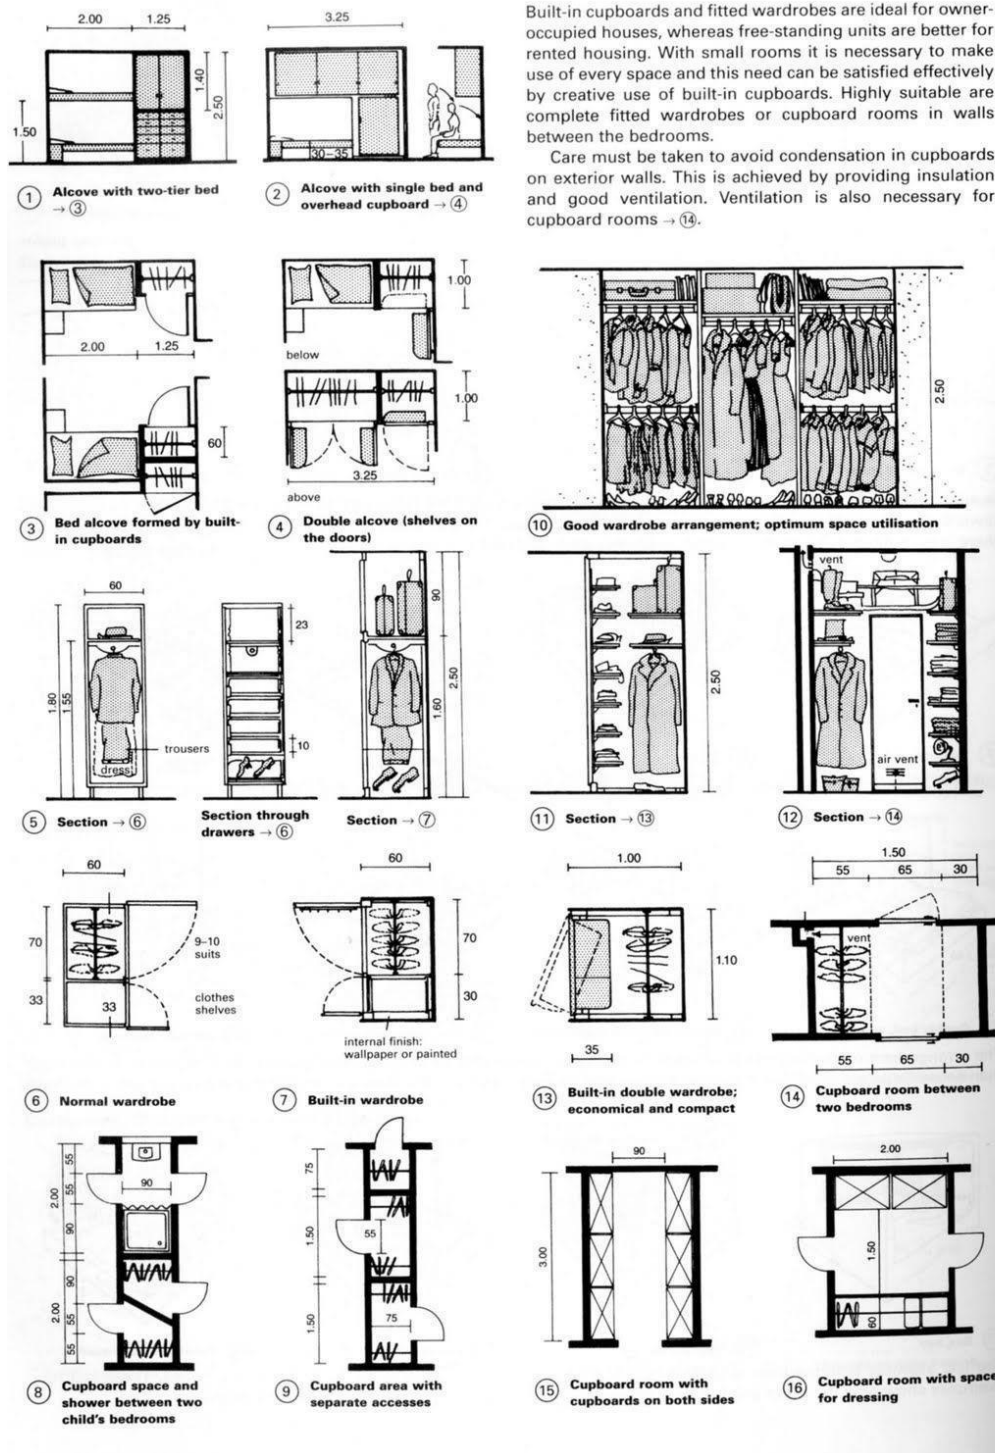 Built-in cupboards and fitted wardrobes are ideal for owner-
occupied houses, whereas free-standing units are better for
rented housing. With small rooms it is necessary to make
use of every space and this need can be satisfied effectively
by creative use of built-in cupboards. Highly suitable are
complete fitted wardrobes or cupboard rooms in walls
between the bedrooms.
Care must be taken to avoid condensation in cupboards
on exterior walls. This is achieved by providing insulation
and good ventilation. Ventilation is also necessary for
cupboard rooms → ⑭.
2.00 1.25
1.40
2.50
1.50
① Alcove with two-tier bed
→ ③
3.25
30–35
② Alcove with single bed and
overhead cupboard → ④
2.00 1.25
60
③ Bed alcove formed by built-
in cupboards
1.00
below
1.00
3.25
above
④ Double alcove (shelves on
the doors)
2.50
⑩ Good wardrobe arrangement; optimum space utilisation
60
1.80
1.55
trousers
dress
⑤ Section → ⑥
23
10
Section through
drawers → ⑥
90
2.50
1.60
Section → ⑦
2.50
⑪ Section → ⑬
vent
air vent
⑫ Section → ⑭
60
70
33
33
9–10
suits
clothes
shelves
⑥ Normal wardrobe
60
70
30
internal finish:
wallpaper or painted
⑦ Built-in wardrobe
1.00
1.10
35
⑬ Built-in double wardrobe;
economical and compact
1.50
55 65 30
vent
55 65 30
⑭ Cupboard room between
two bedrooms
55
55
2.00
90
90
90
2.00
55
55
⑧ Cupboard space and
shower between two
child's bedrooms
75
1.50
55
1.50
75
⑨ Cupboard area with
separate accesses
90
3.00
⑮ Cupboard room with
cupboards on both sides
2.00
1.50
60
⑯ Cupboard room with space
for dressing